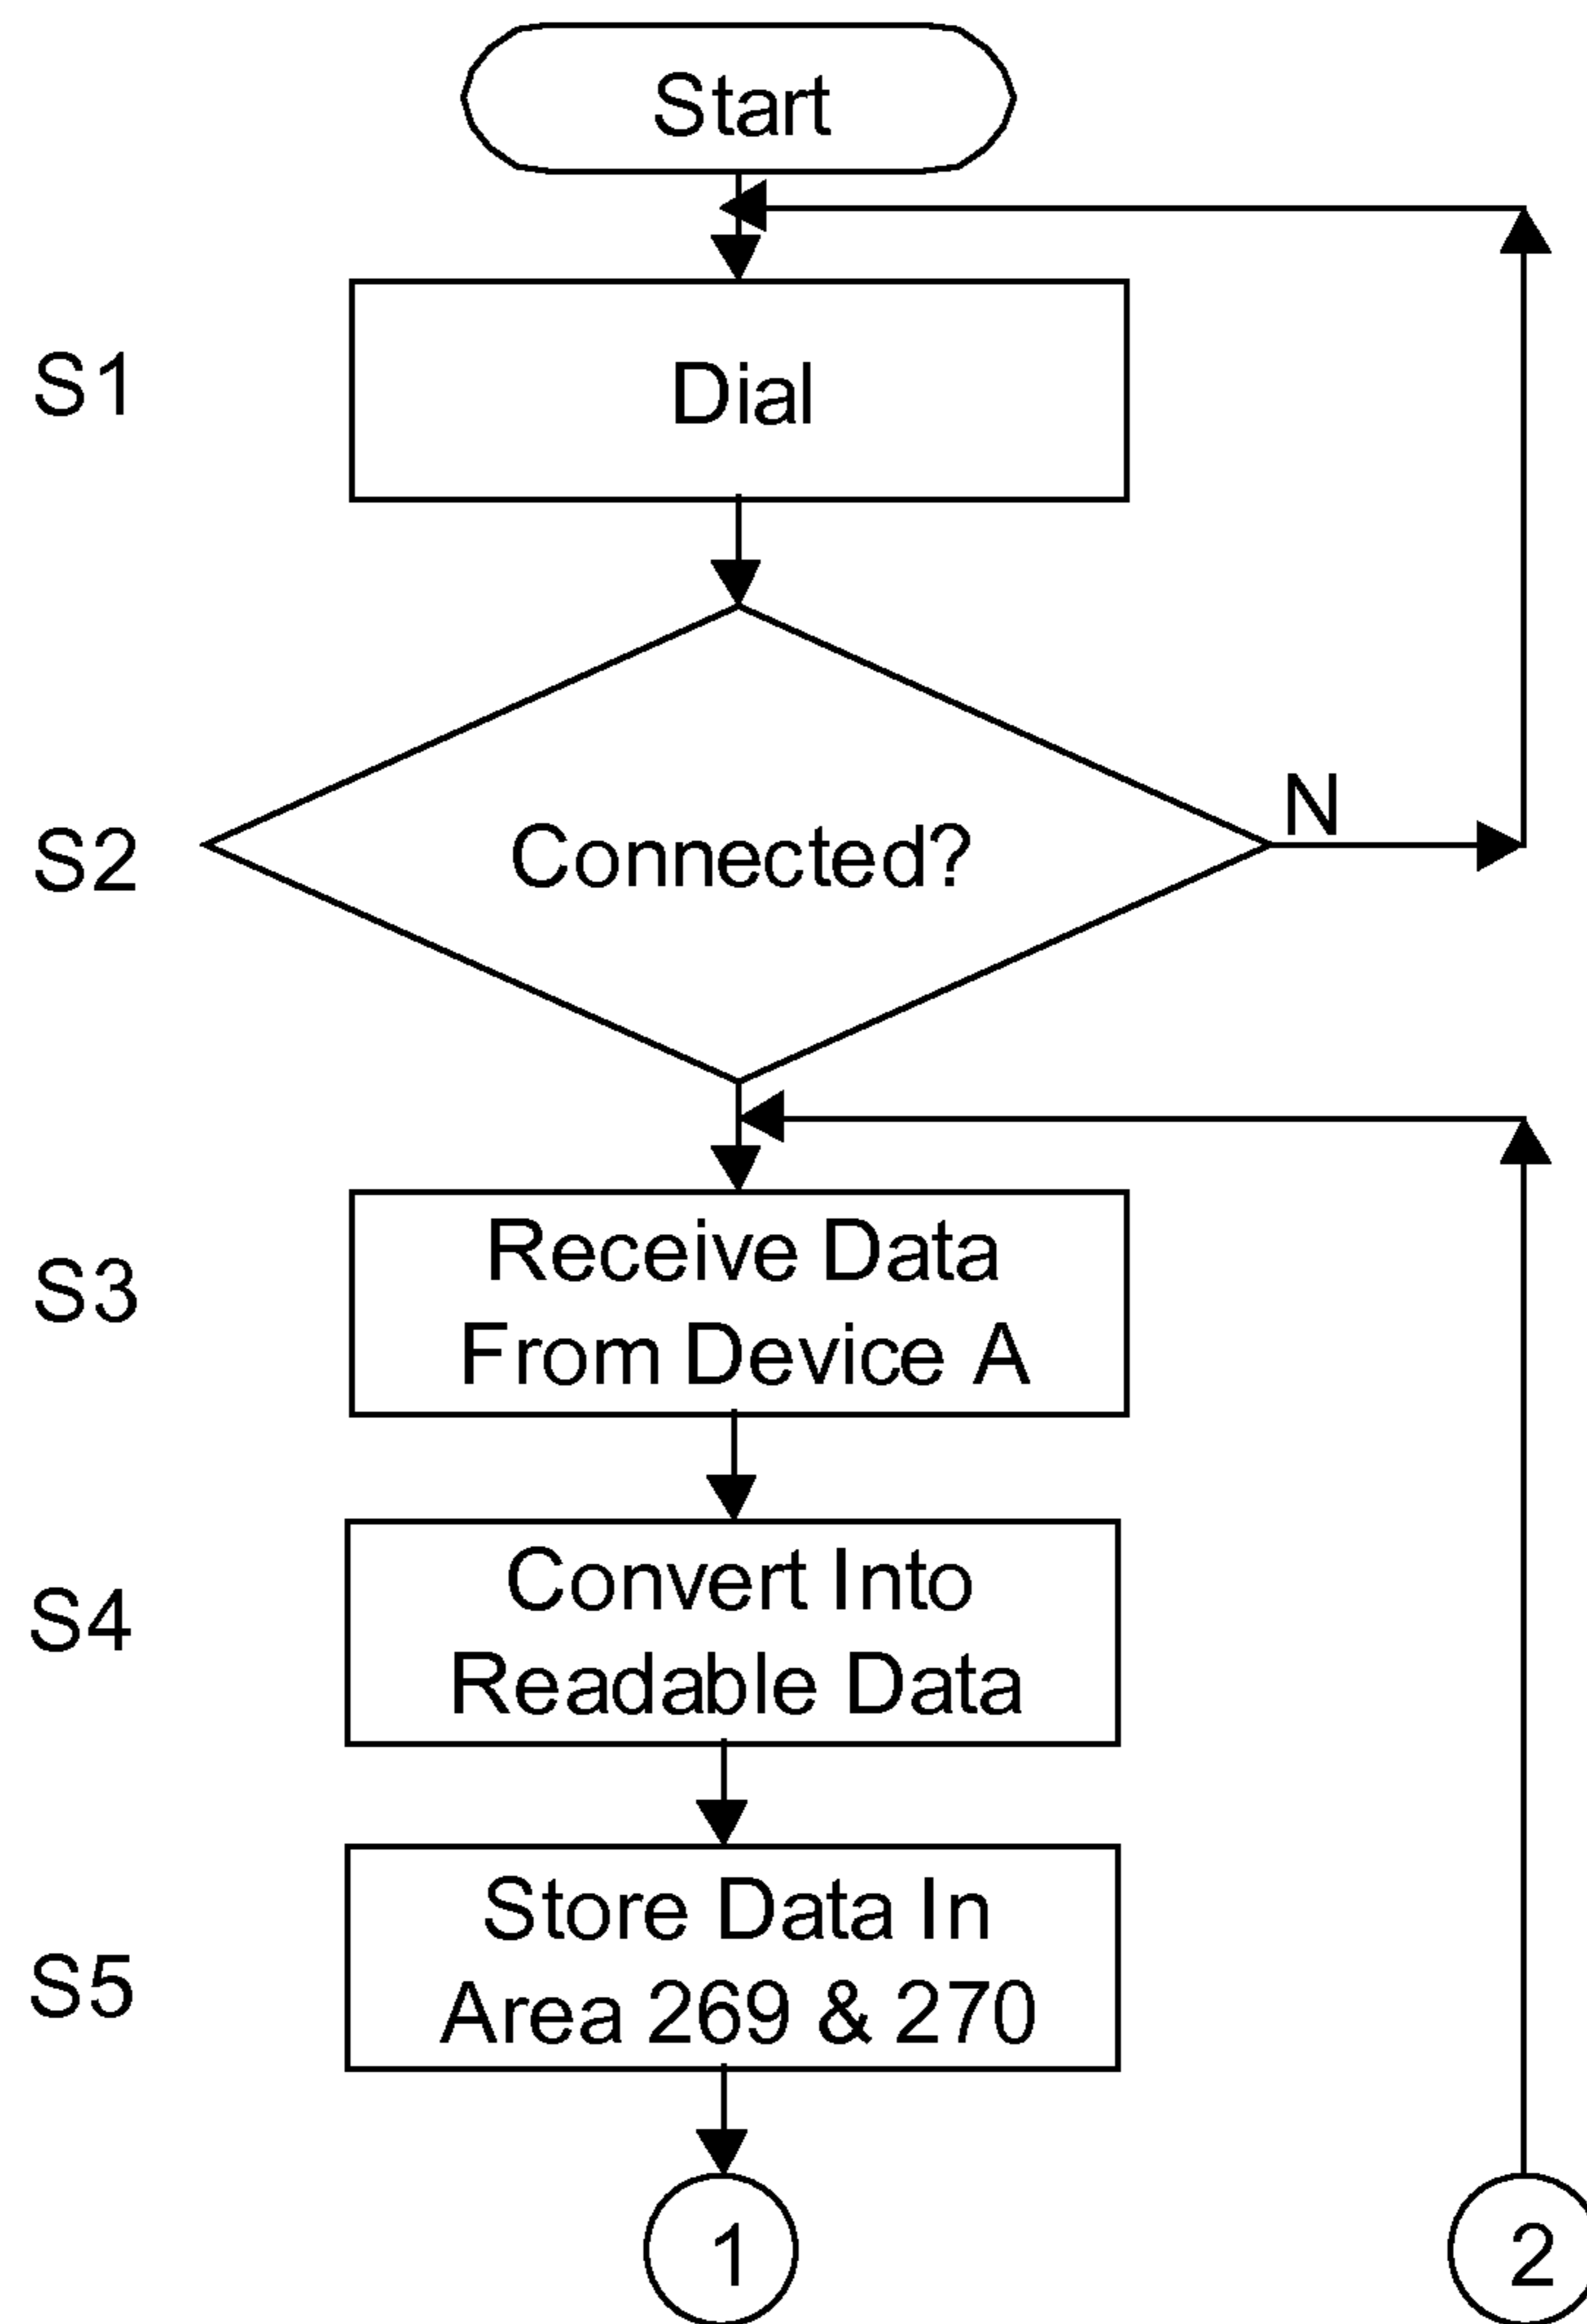 Start
S1
Dial
S2
Connected?
N
S3
Receive Data
From Device A
S4
Convert Into
Readable Data
S5
Store Data In
Area 269 & 270
1
2